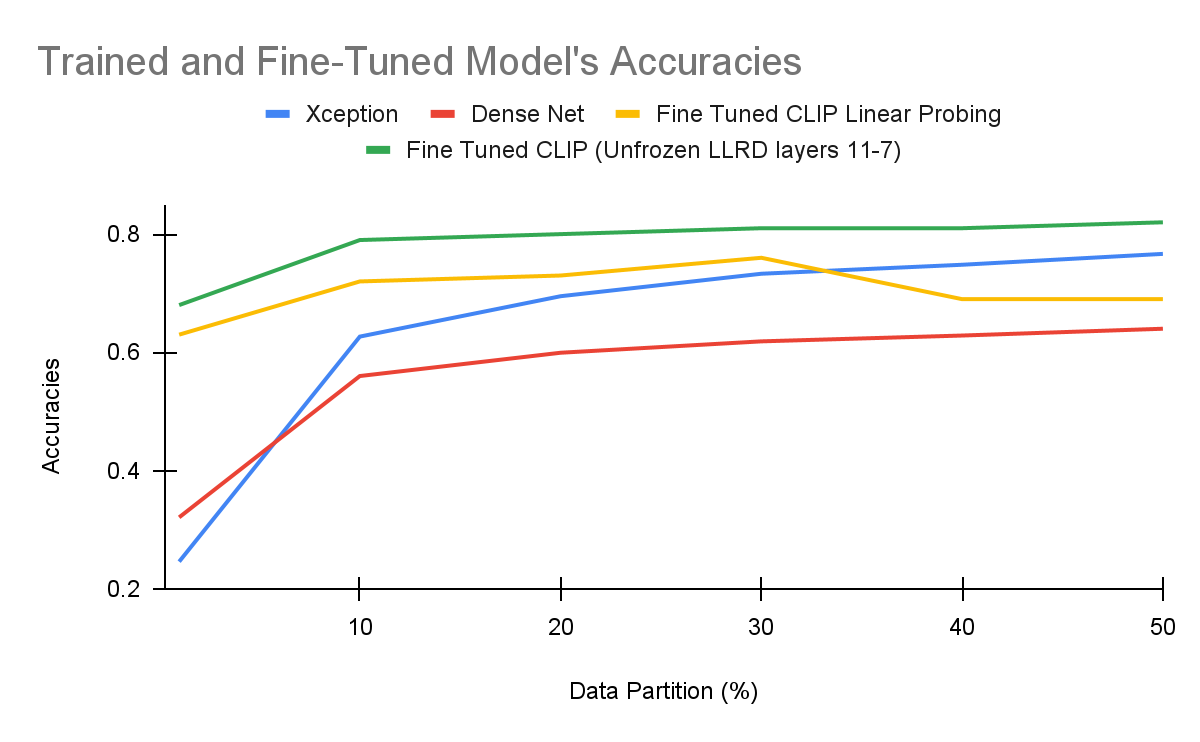 Trained and Fine-Tuned Model's Accuracies
Xception Dense Net Fine Tuned CLIP Linear Probing
Fine Tuned CLIP (Unfrozen LLRD layers 11-7)
0.8
0.6
0.4
0.2
Accuracies
10 20 30 40 50
Data Partition (%)